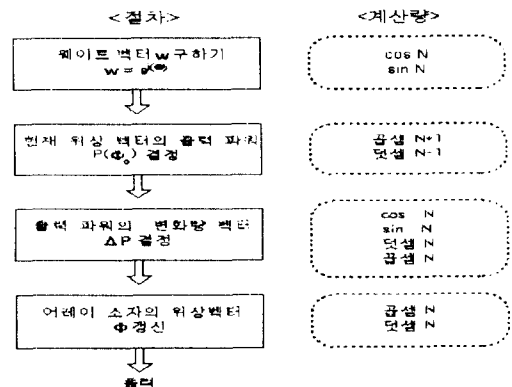 <절차>
<계산량>
웨이트 벡터 w 구하기
cos N
sin N
현재 위상 벡터의 출력 파워
P(Φ₀) 결정
곱셈 N+1
덧셈 N-1
출력 파워의 변화량 벡터
ΔP 결정
cos N
sin N
덧셈 N
곱셈 N
어레이 소자의 위상벡터
Φ 갱신
곱셈 N
덧셈 N
출력